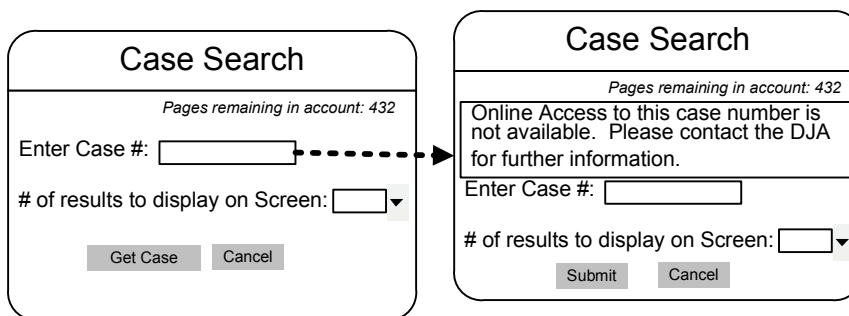 Case Search
Pages remaining in account: 432
Enter Case #:
# of results to display on Screen:
Get Case
Cancel
Case Search
Pages remaining in account: 432
Online Access to this case number is
not available.  Please contact the DJA
for further information.
Enter Case #:
# of results to display on Screen:
Submit
Cancel